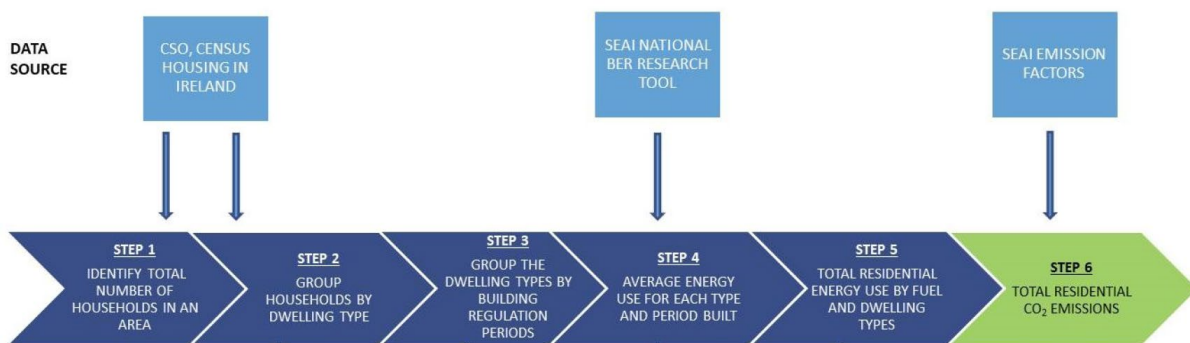 DATA
SOURCE
CSO, CENSUS
HOUSING IN
IRELAND
SEAI NATIONAL
BER RESEARCH
TOOL
SEAI EMISSION
FACTORS
STEP 1
IDENTIFY TOTAL
NUMBER OF
HOUSEHOLDS IN AN
AREA
STEP 2
GROUP
HOUSEHOLDS BY
DWELLING TYPE
STEP 3
GROUP THE
DWELLING TYPES BY
BUILDING
REGULATION
PERIODS
STEP 4
AVERAGE ENERGY
USE FOR EACH TYPE
AND PERIOD BUILT
STEP 5
TOTAL RESIDENTIAL
ENERGY USE BY FUEL
AND DWELLING
TYPES
STEP 6
TOTAL RESIDENTIAL
CO₂ EMISSIONS